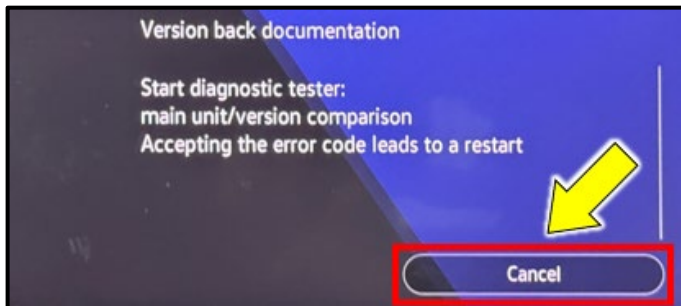 Version back documentation
Start diagnostic tester:
main unit/version comparison
Accepting the error code leads to a restart
Cancel